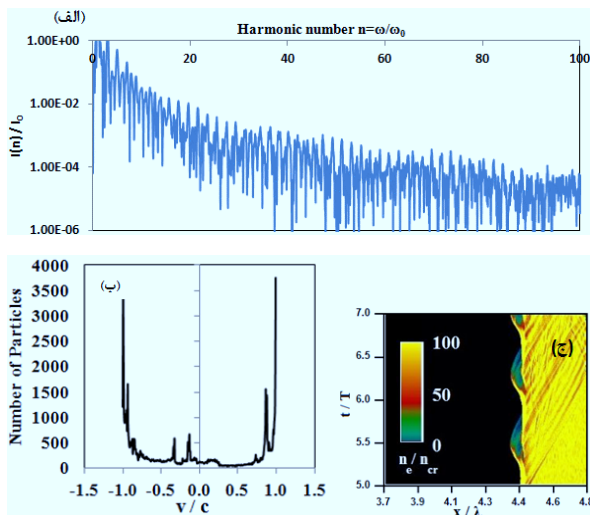 (الف)
Harmonic number n=ω/ω₀
0 20 40 60 80 100
1.00E+00
1.00E-02
1.00E-04
1.00E-06
I(n) / I₀
(ب)
4000
3500
3000
2500
2000
1500
1000
500
0
Number of Particles
-1.5 -1.0 -0.5 0.0 0.5 1.0 1.5
v / c
(ج)
7.0
6.5
6.0
5.5
5.0
t / T
100
50
0
nₑ/n꜀ᵣ
3.7 3.9 4.1 4.4 4.6 4.8
x / λ